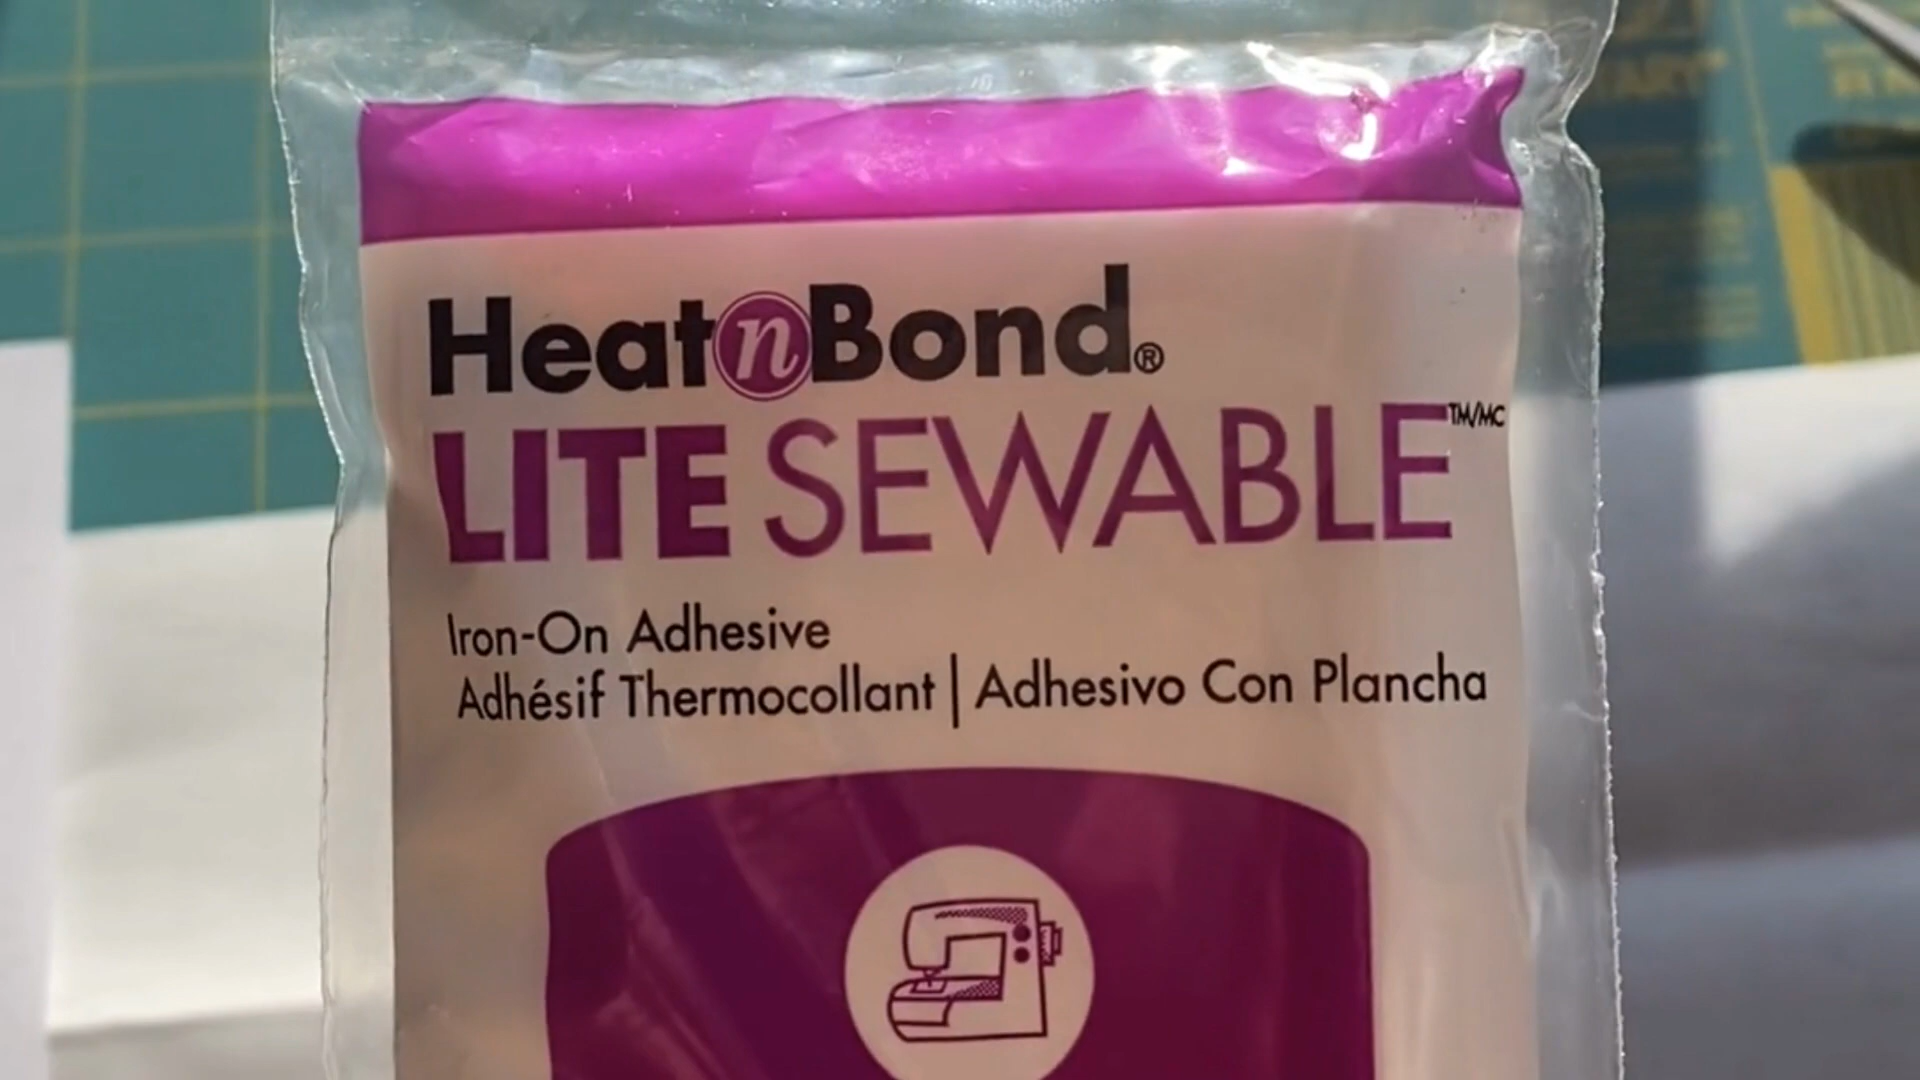 HeatnBond®
LITE SEWABLE™/MC
Iron-On Adhesive
Adhésif Thermocollant | Adhesivo Con Plancha